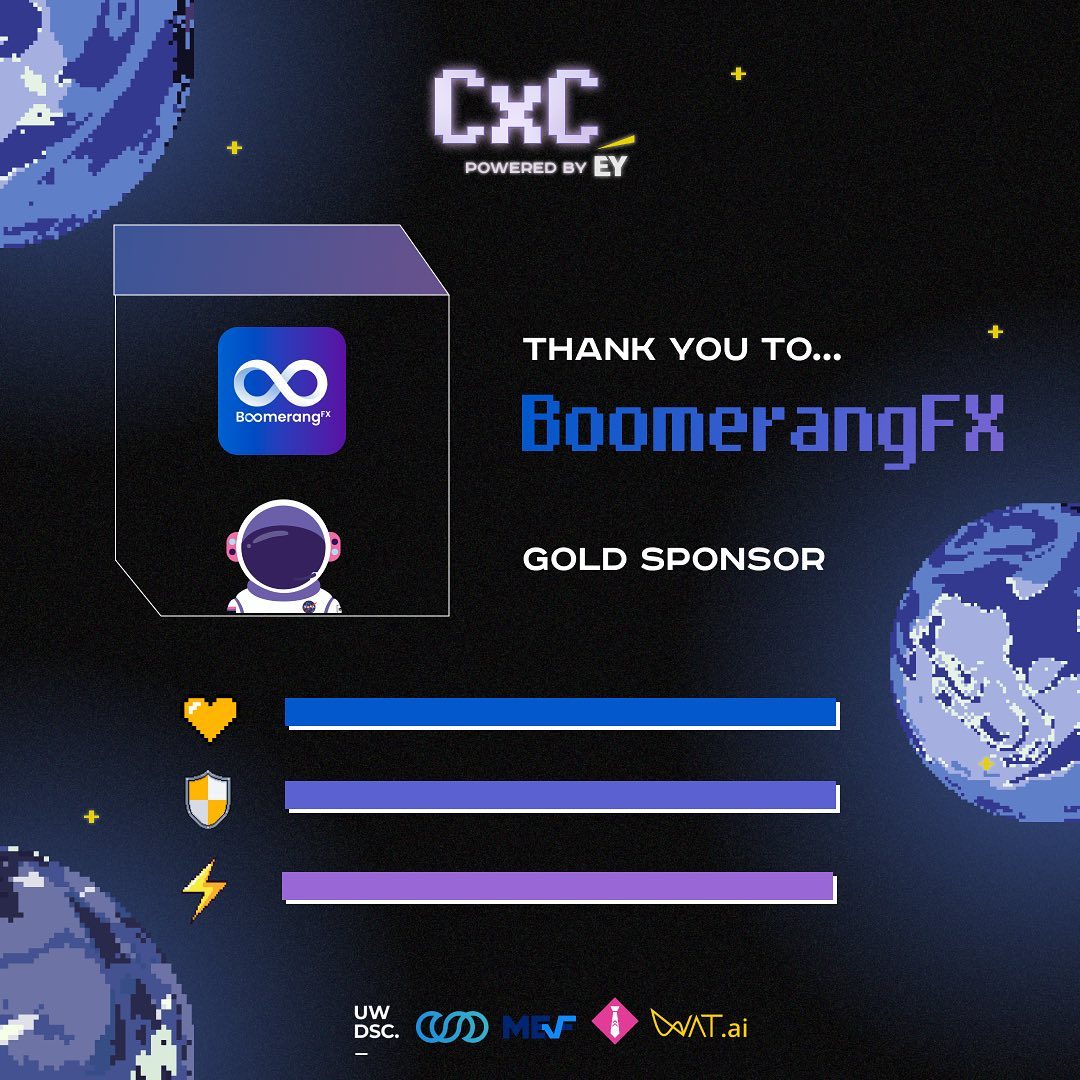 CxC
POWERED BY EY
BoomerangFX
THANK YOU TO...
BoomerangFX
GOLD SPONSOR
UW
DSC.
MEF
WAT.ai